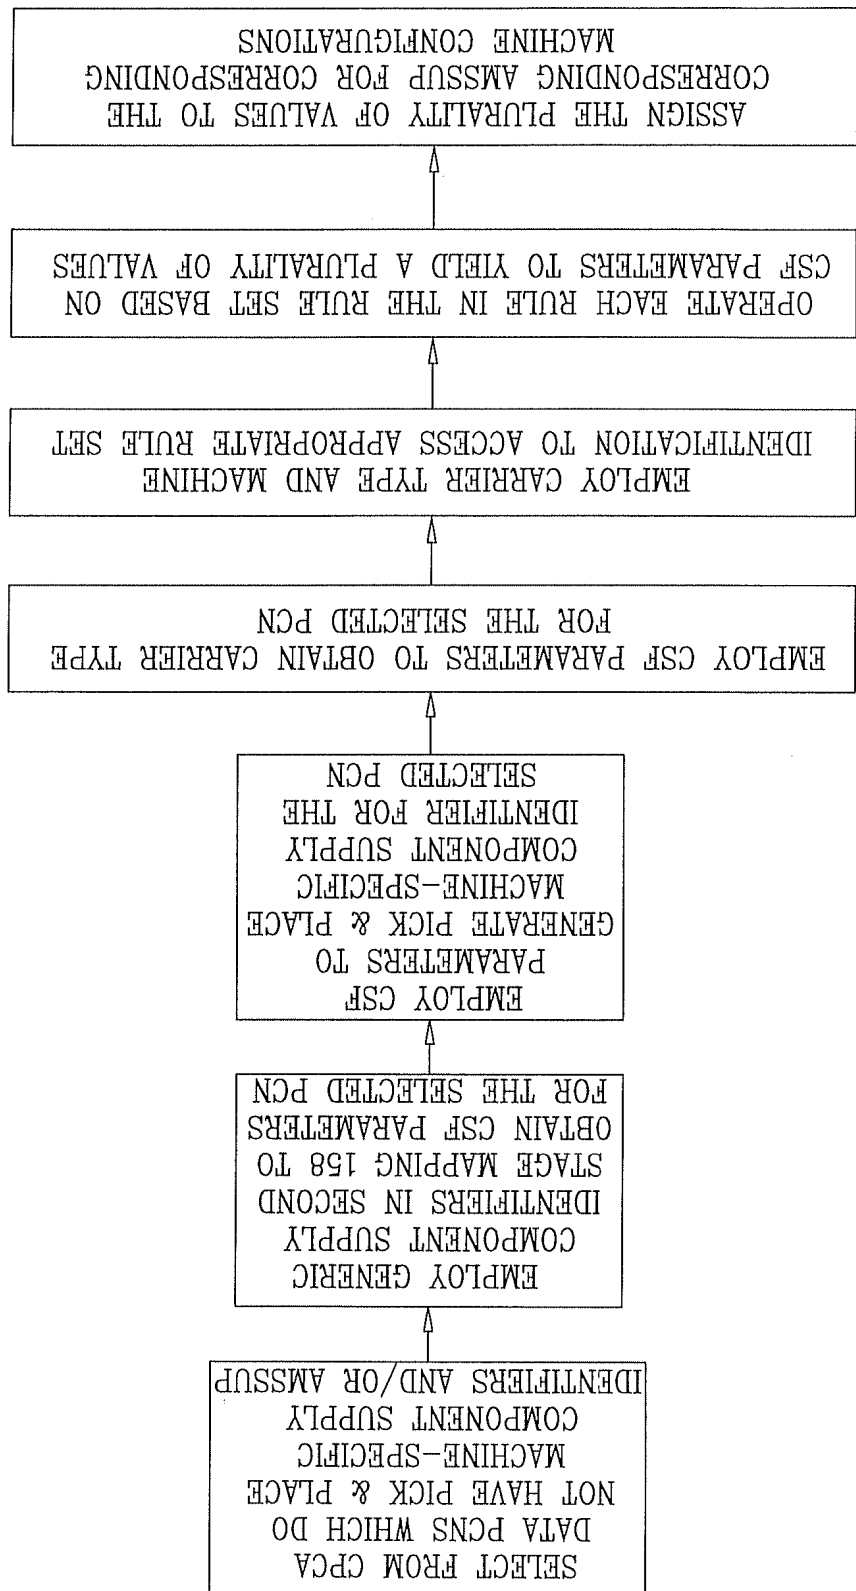 SELECT FROM CPCA
DATA PCNS WHICH DO
NOT HAVE PICK & PLACE
MACHINE-SPECIFIC
COMPONENT SUPPLY
IDENTIFIERS AND/OR AMSSUP
EMPLOY GENERIC
COMPONENT SUPPLY
IDENTIFIERS IN SECOND
STAGE MAPPING 158 TO
OBTAIN CSF PARAMETERS
FOR THE SELECTED PCN
EMPLOY CSF
PARAMETERS TO
GENERATE PICK & PLACE
MACHINE-SPECIFIC
COMPONENT SUPPLY
IDENTIFIER FOR THE
SELECTED PCN
EMPLOY CSF PARAMETERS TO OBTAIN CARRIER TYPE
FOR THE SELECTED PCN
EMPLOY CARRIER TYPE AND MACHINE
IDENTIFICATION TO ACCESS APPROPRIATE RULE SET
OPERATE EACH RULE IN THE RULE SET BASED ON
CSF PARAMETERS TO YIELD A PLURALITY OF VALUES
ASSIGN THE PLURALITY OF VALUES TO THE
CORRESPONDING AMSSUP FOR CORRESPONDING
MACHINE CONFIGURATIONS